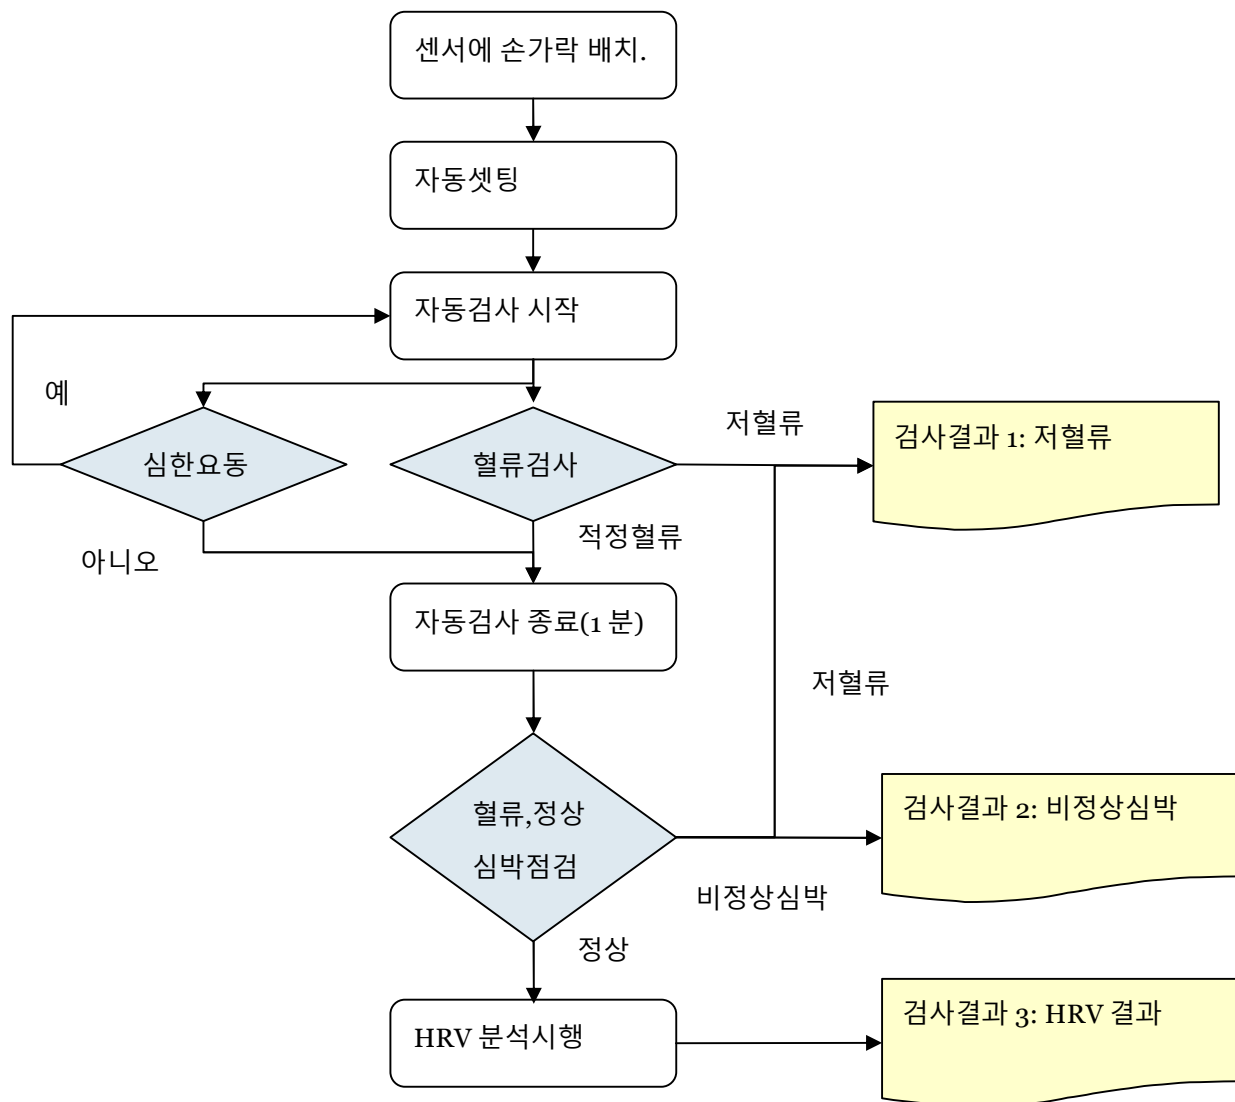 센서에 손가락 배치.
자동셋팅
자동검사 시작
예
저혈류
검사결과 1: 저혈류
심한요동
혈류검사
적정혈류
아니오
자동검사 종료(1 분)
저혈류
혈류,정상
심박점검
검사결과 2: 비정상심박
비정상심박
정상
검사결과 3: HRV 결과
HRV 분석시행